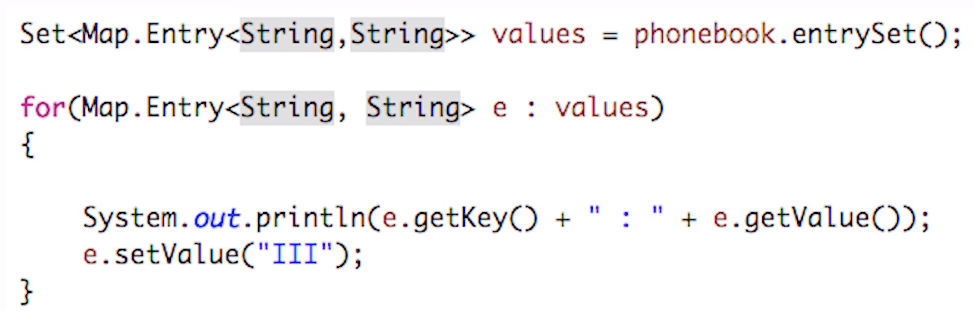 Set<Map.Entry<String,String>> values = phonebook.entrySet();
for(Map.Entry<String, String> e : values)
{
System.out.println(e.getKey() + " : " + e.getValue());
e.setValue("III");
}